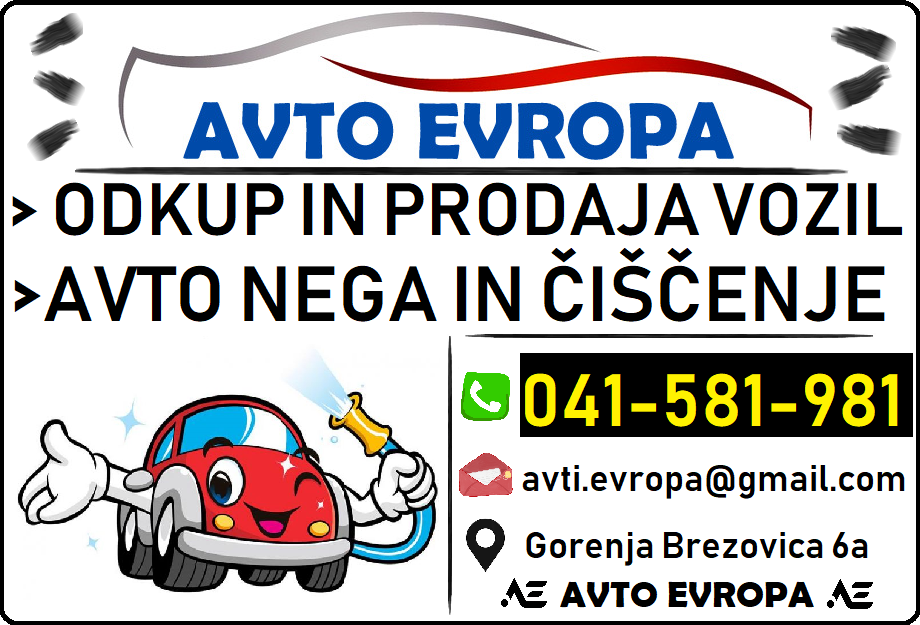 AVTO EVROPA
> ODKUP IN PRODAJA VOZIL
>AVTO NEGA IN ČIŠČENJE
041-581-981
avti.evropa@gmail.com
Gorenja Brezovica 6a
AE AVTO EVROPA AE